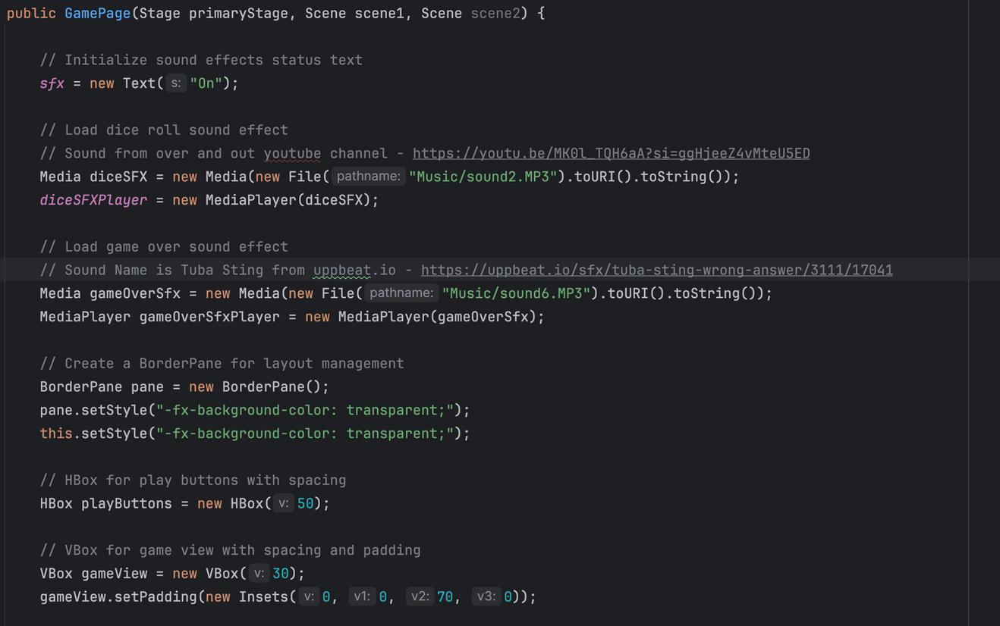 public GamePage(Stage primaryStage, Scene scene1, Scene scene2) {
// Initialize sound effects status text
sfx = new Text( s: "On");
// Load dice roll sound effect
// Sound from over and out youtube channel - https://youtu.be/MK0l_TQH6aA?si=ggHjeeZ4vMteU5ED
Media diceSFX = new Media(new File( pathname: "Music/sound2.MP3").toURI().toString());
diceSFXPlayer = new MediaPlayer(diceSFX);
// Load game over sound effect
// Sound Name is Tuba Sting from uppbeat.io - https://uppbeat.io/sfx/tuba-sting-wrong-answer/3111/17041
Media gameOverSfx = new Media(new File( pathname: "Music/sound6.MP3").toURI().toString());
MediaPlayer gameOverSfxPlayer = new MediaPlayer(gameOverSfx);
// Create a BorderPane for layout management
BorderPane pane = new BorderPane();
pane.setStyle("-fx-background-color: transparent;");
this.setStyle("-fx-background-color: transparent;");
// HBox for play buttons with spacing
HBox playButtons = new HBox( v: 50);
// VBox for game view with spacing and padding
VBox gameView = new VBox( v: 30);
gameView.setPadding(new Insets( v: 0, v1: 0, v2: 70, v3: 0));